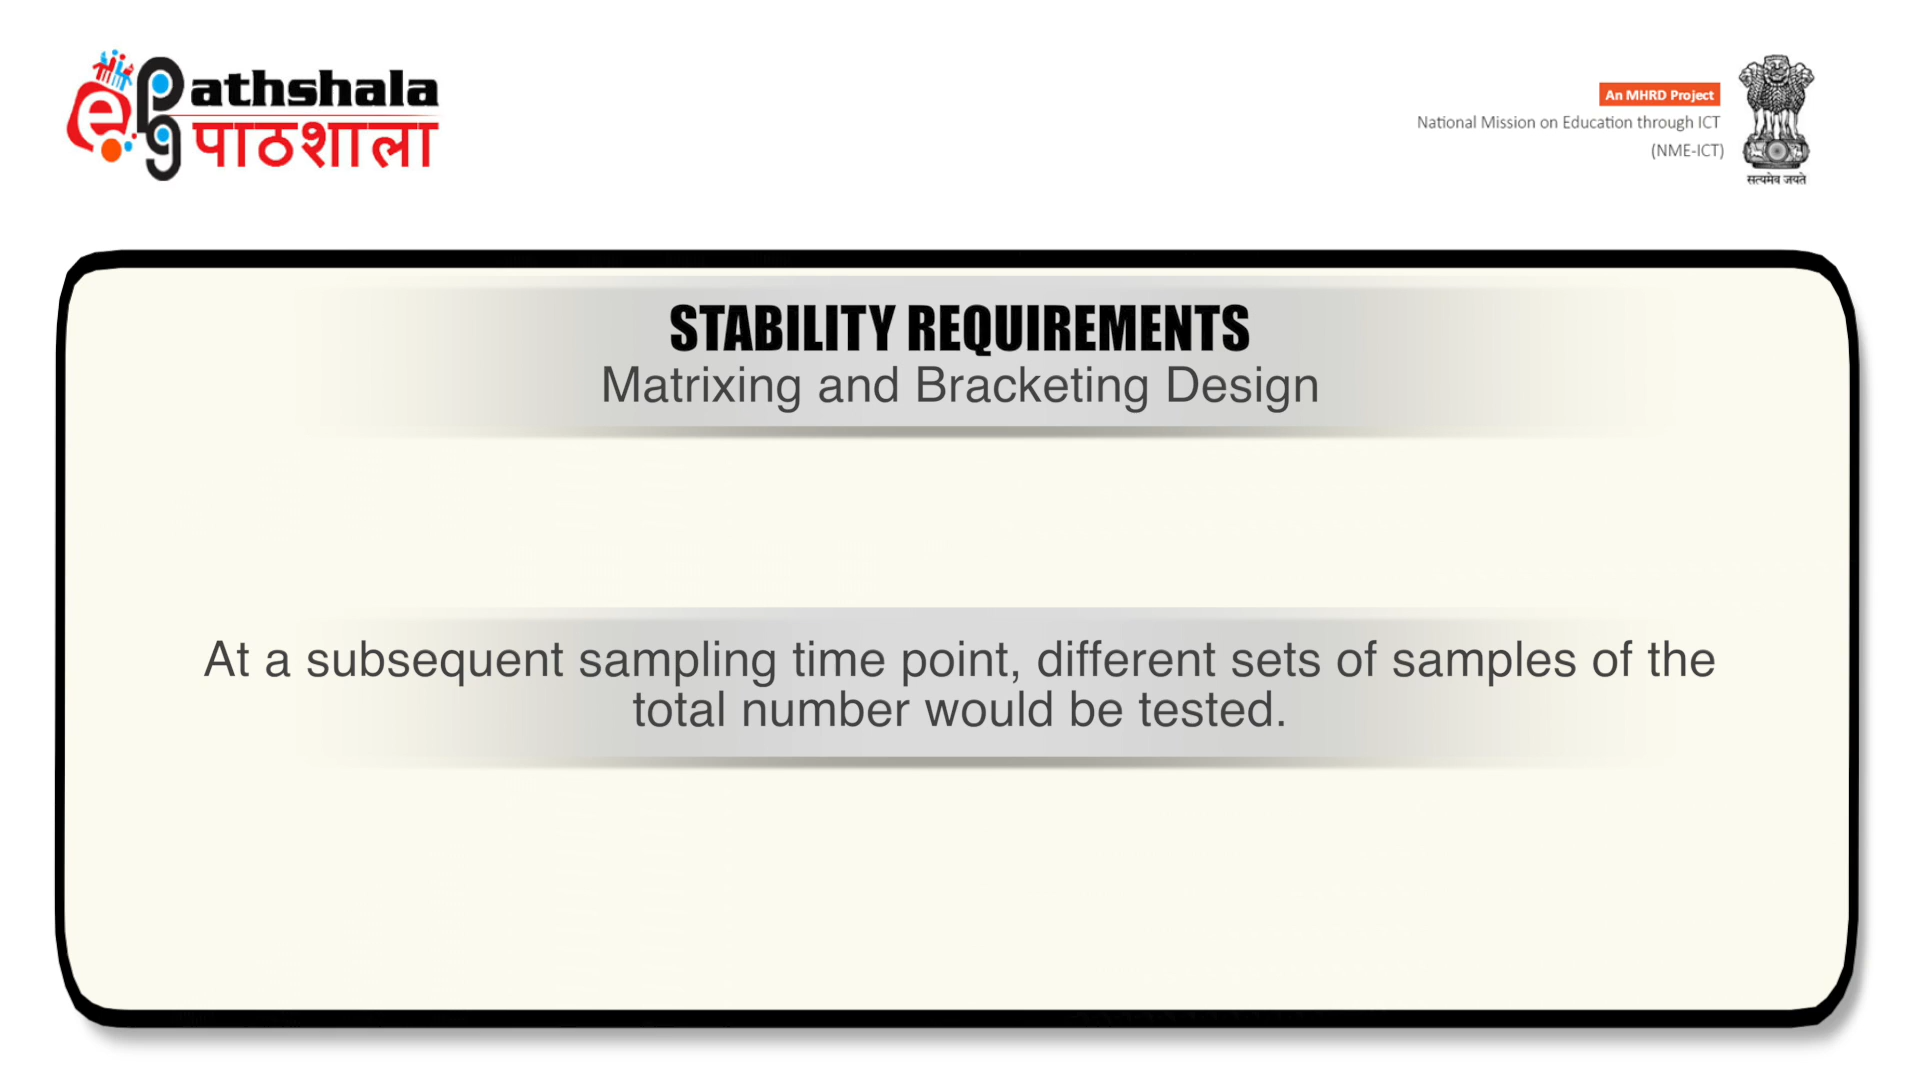 e pg Pathshala
पाठशाला
An MHRD Project
National Mission on Education through ICT
(NME-ICT)
सत्यमेव जयते
STABILITY REQUIREMENTS
Matrixing and Bracketing Design
At a subsequent sampling time point, different sets of samples of the
total number would be tested.